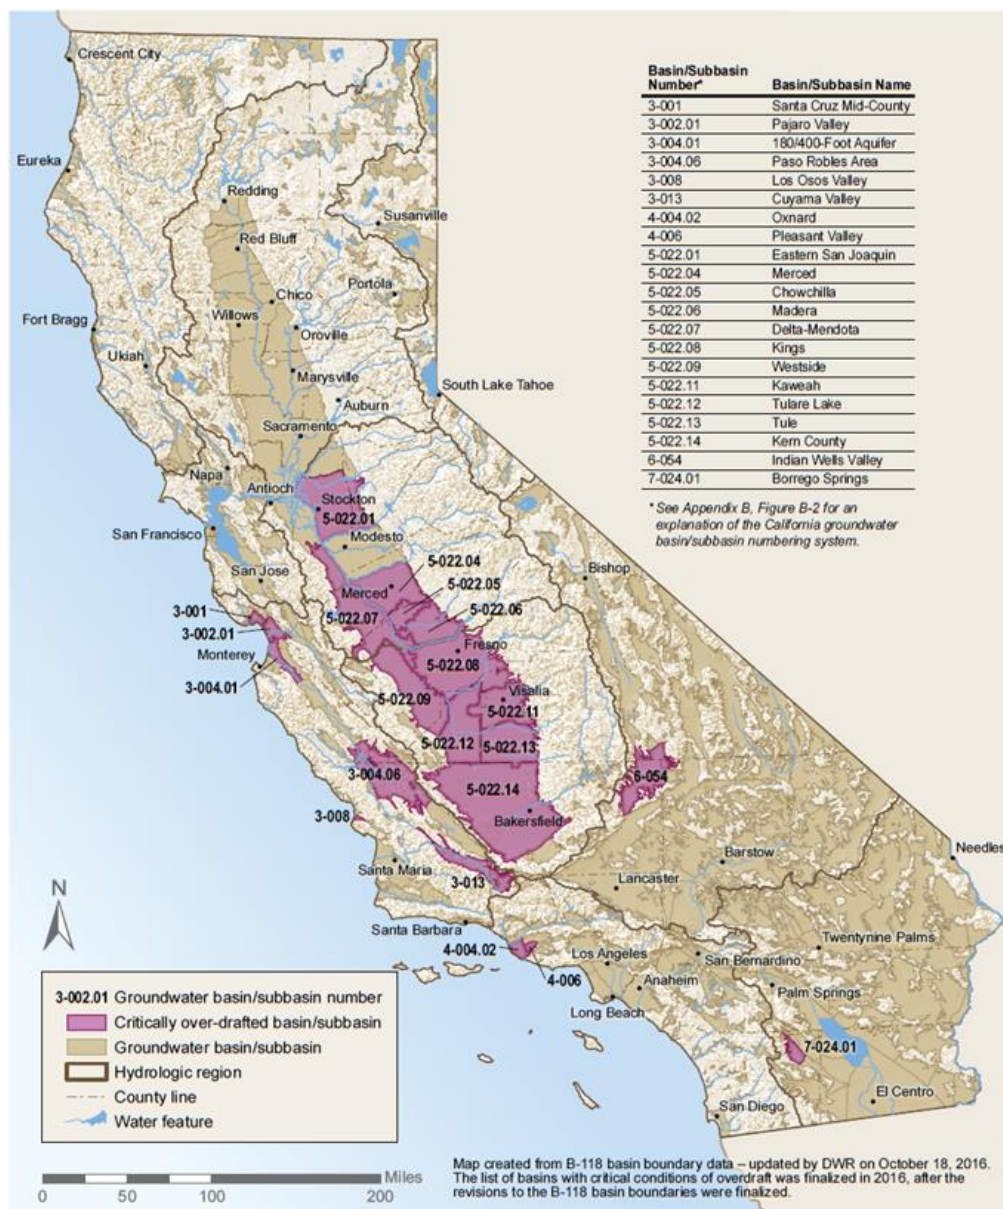 Crescent City
Eureka
Redding
Susanville
Red Bluff
Chico
Portola
Willows
Fort Bragg
Oroville
Ukiah
Marysville
South Lake Tahoe
Auburn
Sacramento
Napa
Antioch
Stockton
5-022.01
San Francisco
Modesto
San Jose
5-022.04
Bishop
Merced
5-022.05
5-022.06
3-001
5-022.07
3-002.01
Fresno
Monterey
5-022.08
3-004.01
Visalia
5-022.09
5-022.11
5-022.12
5-022.13
3-004.06
5-022.14
6-054
3-008
Bakersfield
Barstow
Needles
Santa Maria
3-013
Lancaster
Santa Barbara
4-004.02
Twentynine Palms
Los Angeles
San Bernardino
4-006
Anaheim
Palm Springs
Long Beach
7-024.01
El Centro
San Diego
Basin/Subbasin
Number* Basin/Subbasin Name
3-001 Santa Cruz Mid-County
3-002.01 Pajaro Valley
3-004.01 180/400-Foot Aquifer
3-004.06 Paso Robles Area
3-008 Los Osos Valley
3-013 Cuyama Valley
4-004.02 Oxnard
4-006 Pleasant Valley
5-022.01 Eastern San Joaquin
5-022.04 Merced
5-022.05 Chowchilla
5-022.06 Madera
5-022.07 Delta-Mendota
5-022.08 Kings
5-022.09 Westside
5-022.11 Kaweah
5-022.12 Tulare Lake
5-022.13 Tule
5-022.14 Kern County
6-054 Indian Wells Valley
7-024.01 Borrego Springs
* See Appendix B, Figure B-2 for an
explanation of the California groundwater
basin/subbasin numbering system.
N
3-002.01 Groundwater basin/subbasin number
Critically over-drafted basin/subbasin
Groundwater basin/subbasin
Hydrologic region
County line
Water feature
Miles
0 50 100 200
Map created from B-118 basin boundary data – updated by DWR on October 18, 2016.
The list of basins with critical conditions of overdraft was finalized in 2016, after the
revisions to the B-118 basin boundaries were finalized.